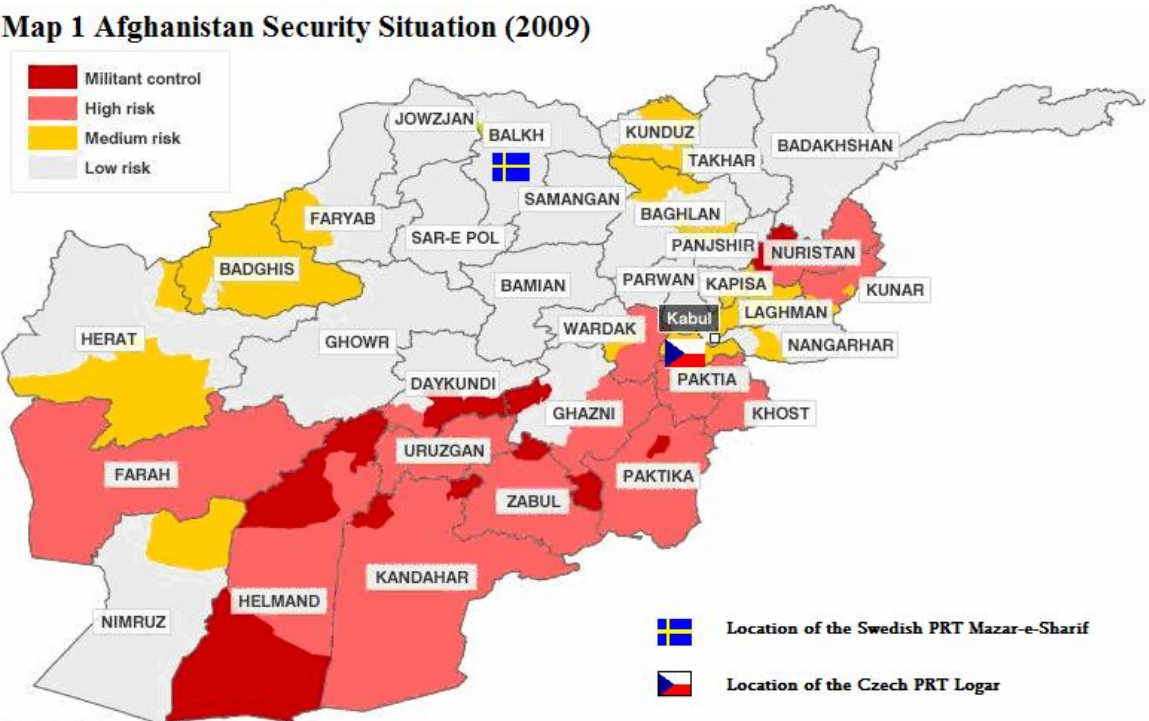 Map 1 Afghanistan Security Situation (2009)
Militant control
High risk
Medium risk
Low risk
JOWZJAN
BALKH
KUNDUZ
TAKHAR
BADAKHSHAN
FARYAB
SAMANGAN
BAGHLAN
SAR-E POL
PANJSHIR
NURISTAN
BADGHIS
BAMIAN
PARWAN
KAPISA
KUNAR
HERAT
GHOWR
WARDAK
Kabul
LAGHMAN
NANGARHAR
DAYKUNDI
PAKTIA
GHAZNI
KHOST
FARAH
URUZGAN
PAKTIKA
ZABUL
KANDAHAR
HELMAND
NIMRUZ
Location of the Swedish PRT Mazar-e-Sharif
Location of the Czech PRT Logar